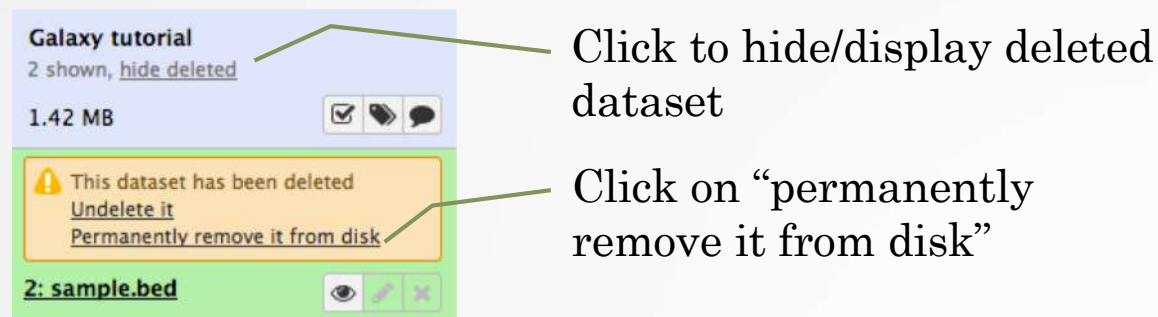 Galaxy tutorial
2 shown, hide deleted
1.42 MB
This dataset has been deleted
Undelete it
Permanently remove it from disk
2: sample.bed
Click to hide/display deleted
dataset
Click on “permanently
remove it from disk”